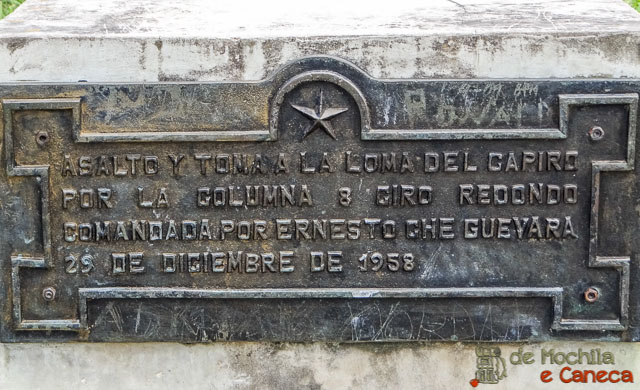 ASALTO Y TOMA A LA LOMA DEL CAPIRO
POR LA COLUMNA 8 CIRO REDONDO
COMANDADA POR ERNESTO CHE GUEVARA
29 DE DICIEMBRE DE 1958
de Mochila
e Caneca